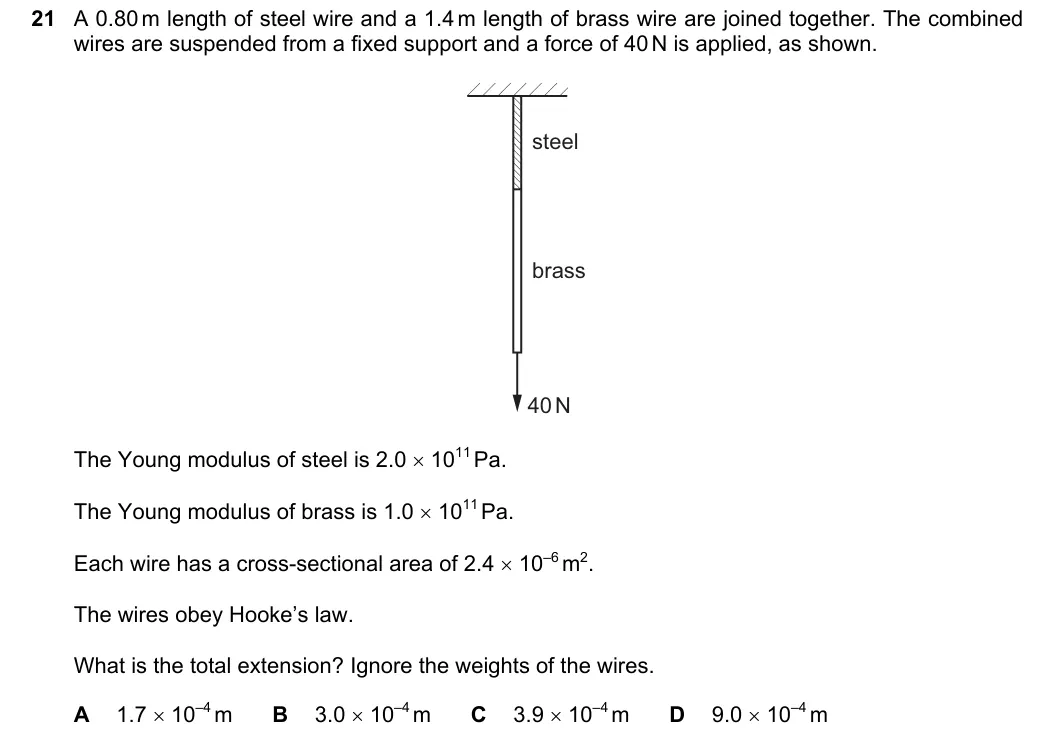 21 A 0.80 m length of steel wire and a 1.4 m length of brass wire are joined together. The combined
wires are suspended from a fixed support and a force of 40 N is applied, as shown.
steel
brass
40 N
The Young modulus of steel is 2.0 × 10¹¹ Pa.
The Young modulus of brass is 1.0 × 10¹¹ Pa.
Each wire has a cross-sectional area of 2.4 × 10⁻⁶ m².
The wires obey Hooke's law.
What is the total extension? Ignore the weights of the wires.
A 1.7 × 10⁻⁴ m B 3.0 × 10⁻⁴ m C 3.9 × 10⁻⁴ m D 9.0 × 10⁻⁴ m